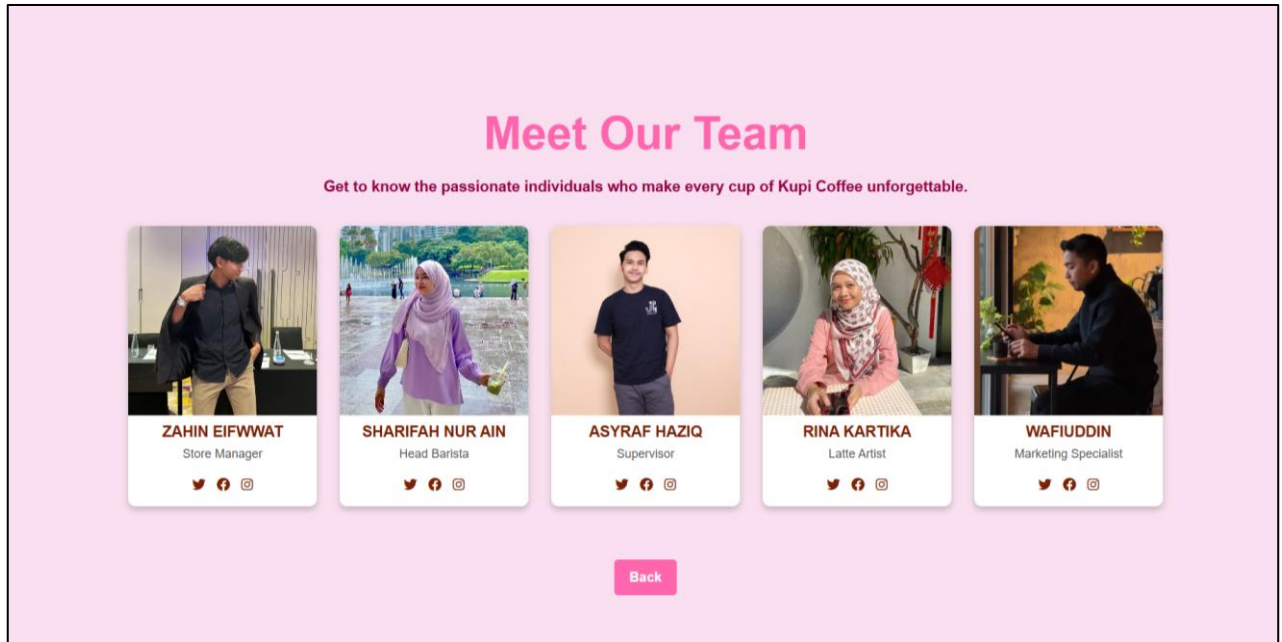 Meet Our Team
Get to know the passionate individuals who make every cup of Kupi Coffee unforgettable.
ZAHIN EIFWWAT
Store Manager
SHARIFAH NUR AIN
Head Barista
ASYRAF HAZIQ
Supervisor
RINA KARTIKA
Latte Artist
WAFIUDDIN
Marketing Specialist
Back